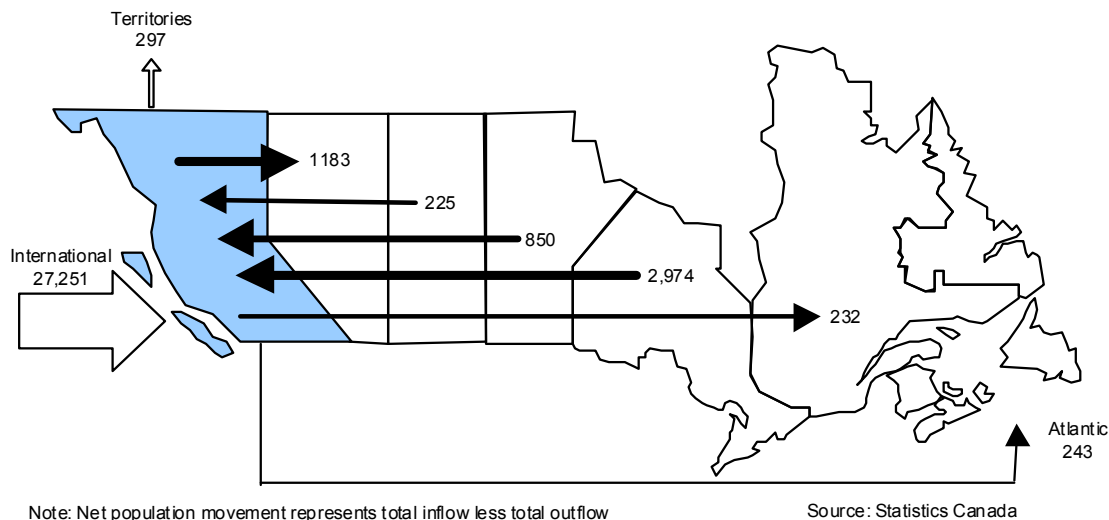 Territories
297
1183
225
850
International
27,251
2,974
232
Atlantic
243
Note: Net population movement represents total inflow less total outflow
Source: Statistics Canada